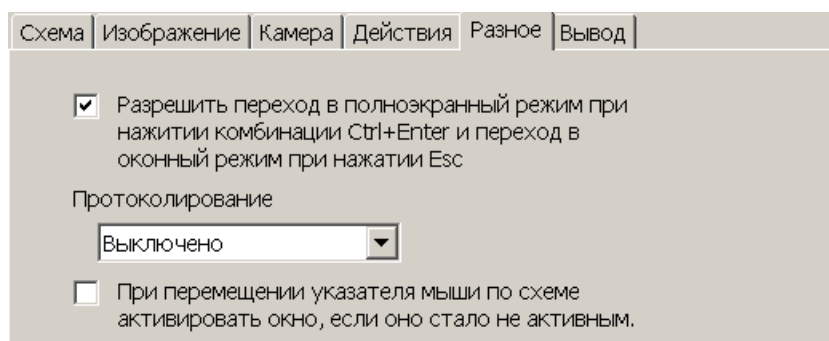 Схема Изображение Камера Действия Разное Вывод
Разрешить переход в полноэкранный режим при
нажитии комбинации Ctrl+Enter и переход в
оконный режим при нажатии Esc
Протоколирование
Выключено
При перемещении указателя мыши по схеме
активировать окно, если оно стало не активным.